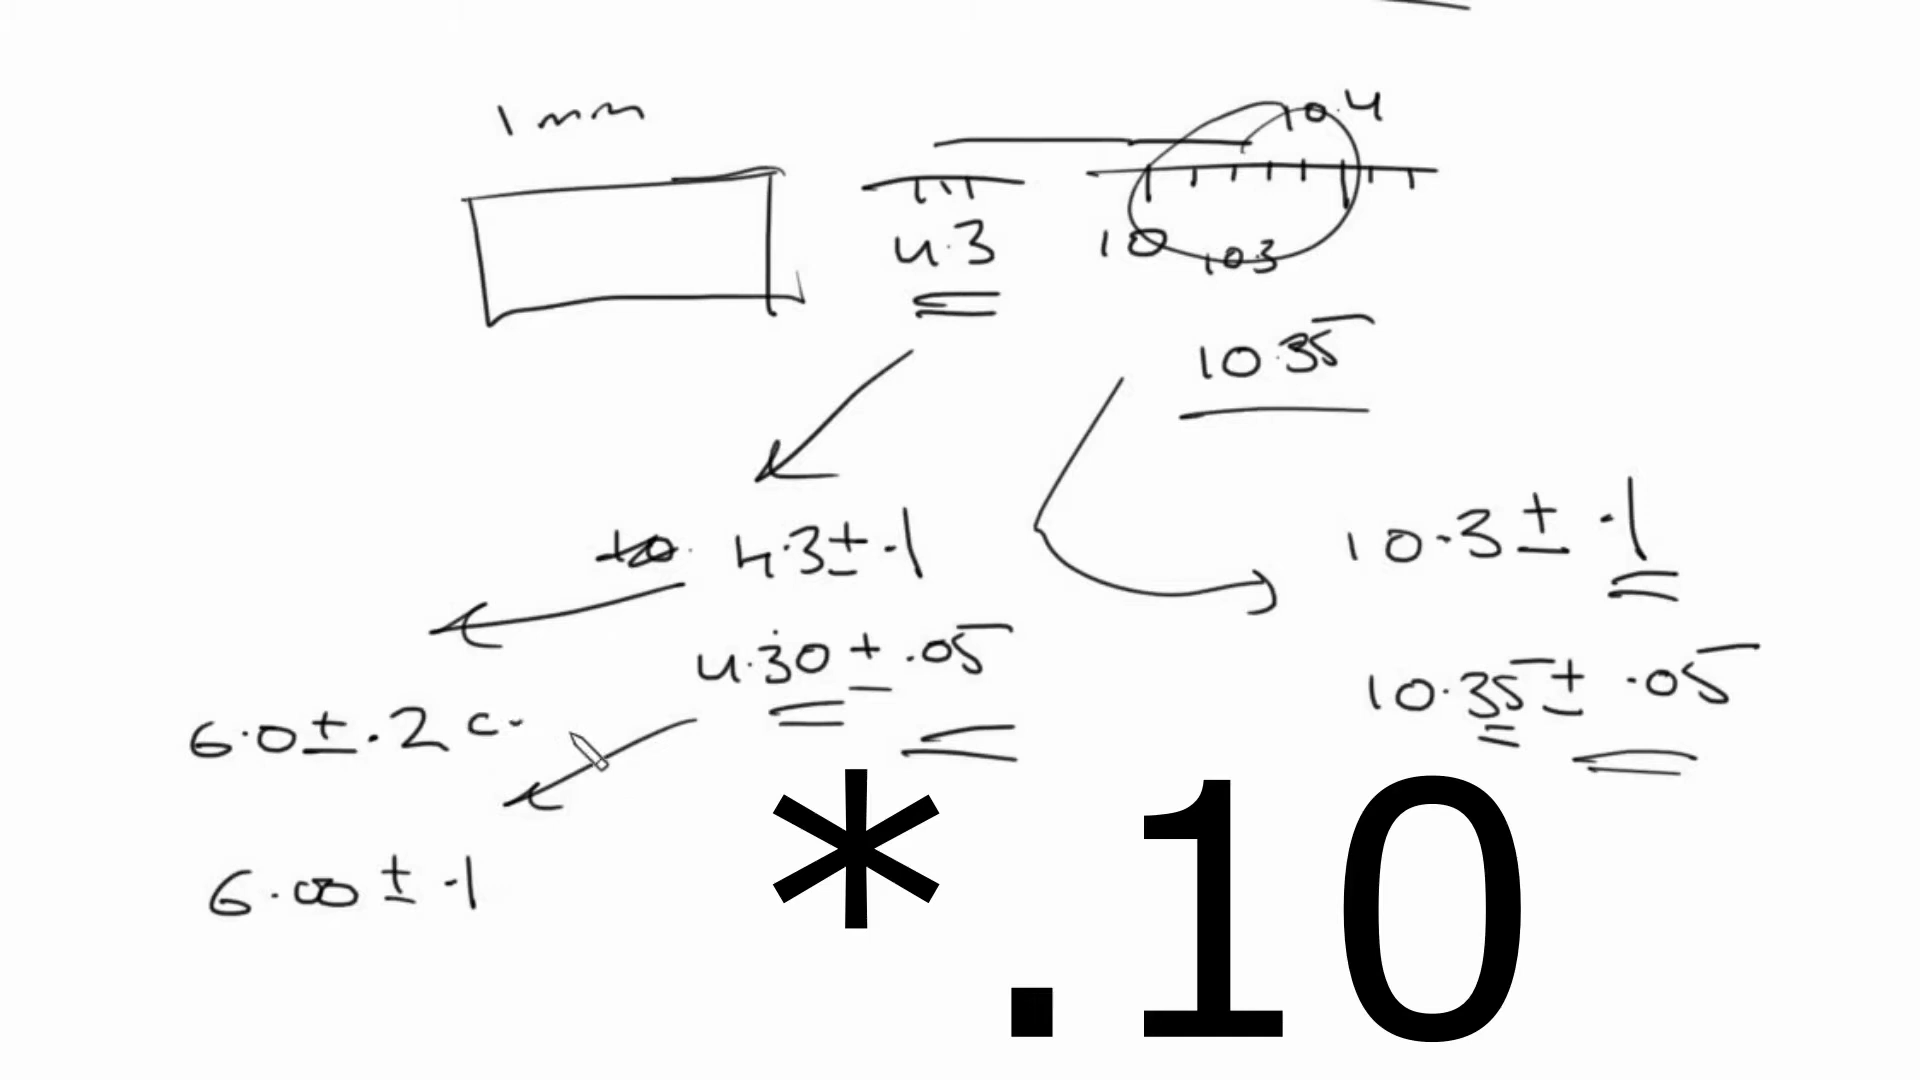 1 mm
10.4
4.3
10
10.3
10.35
10.
4.3 ± .1
10.3 ± .1
4.30 ± .05
10.35 ± .05
6.0 ± .2
6.00 ± .1
*.10